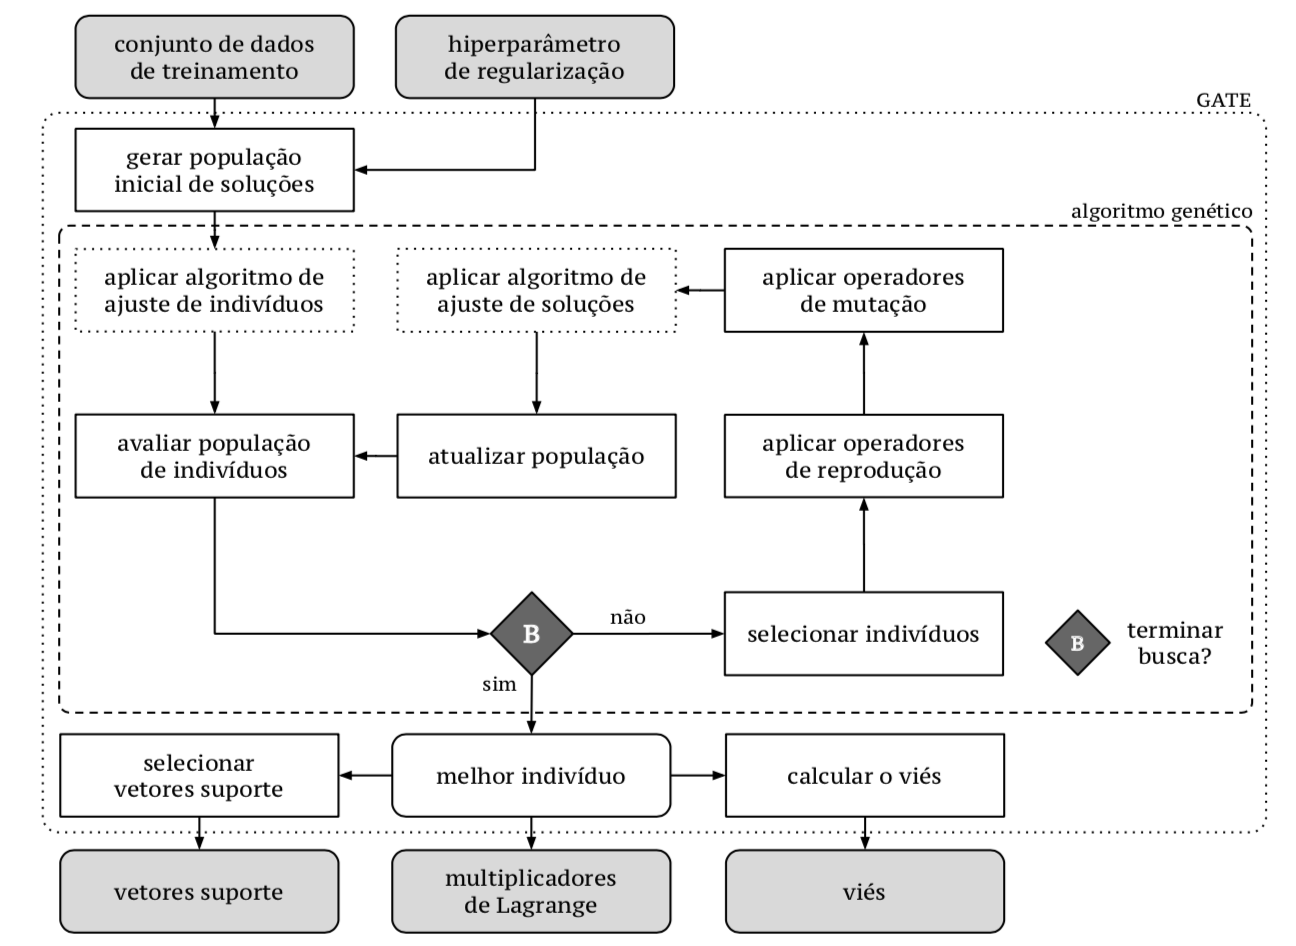 conjunto de dados
de treinamento
hiperparâmetro
de regularização
GATE
gerar população
inicial de soluções
algoritmo genético
aplicar algoritmo de
ajuste de indivíduos
aplicar algoritmo de
ajuste de soluções
aplicar operadores
de mutação
avaliar população
de indivíduos
atualizar população
aplicar operadores
de reprodução
B
não
selecionar indivíduos
B
terminar
busca?
sim
selecionar
vetores suporte
melhor indivíduo
calcular o viés
vetores suporte
multiplicadores
de Lagrange
viés